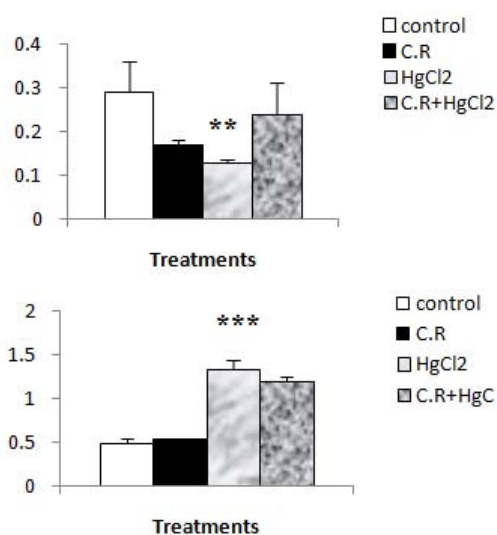 control
C.R
HgCl2
C.R+HgCl2
0.4
0.3
0.2
0.1
0
**
Treatments
control
C.R
HgCl2
C.R+HgC
2
1.5
1
0.5
0
***
Treatments